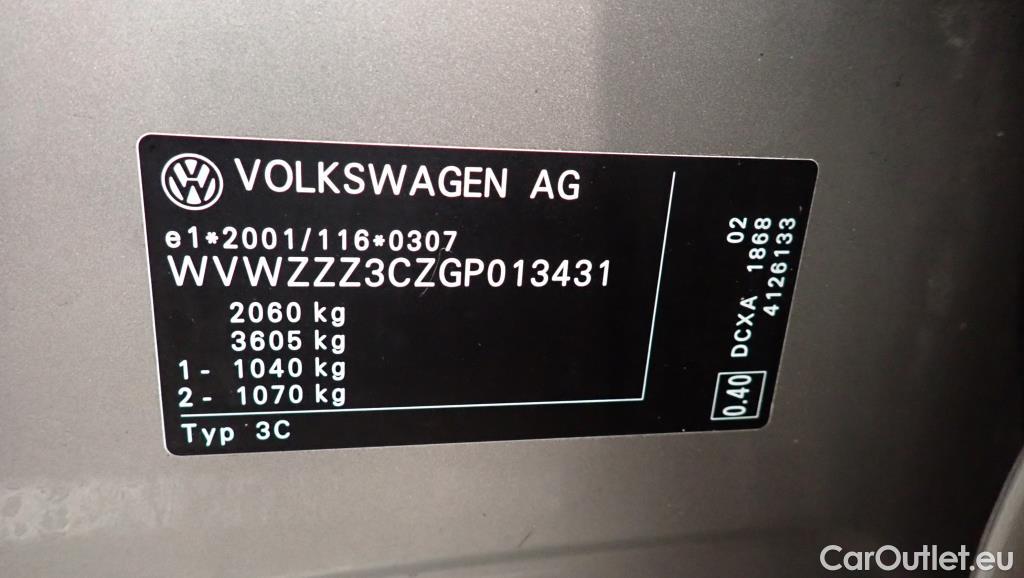 VOLKSWAGEN AG
e1*2001/116*0307
WVWZZZ3CZGP013431
2060 kg
3605 kg
1 - 1040 kg
2 - 1070 kg
Typ 3C
02
DCXA 1868
4126133
0.40
CarOutlet.eu